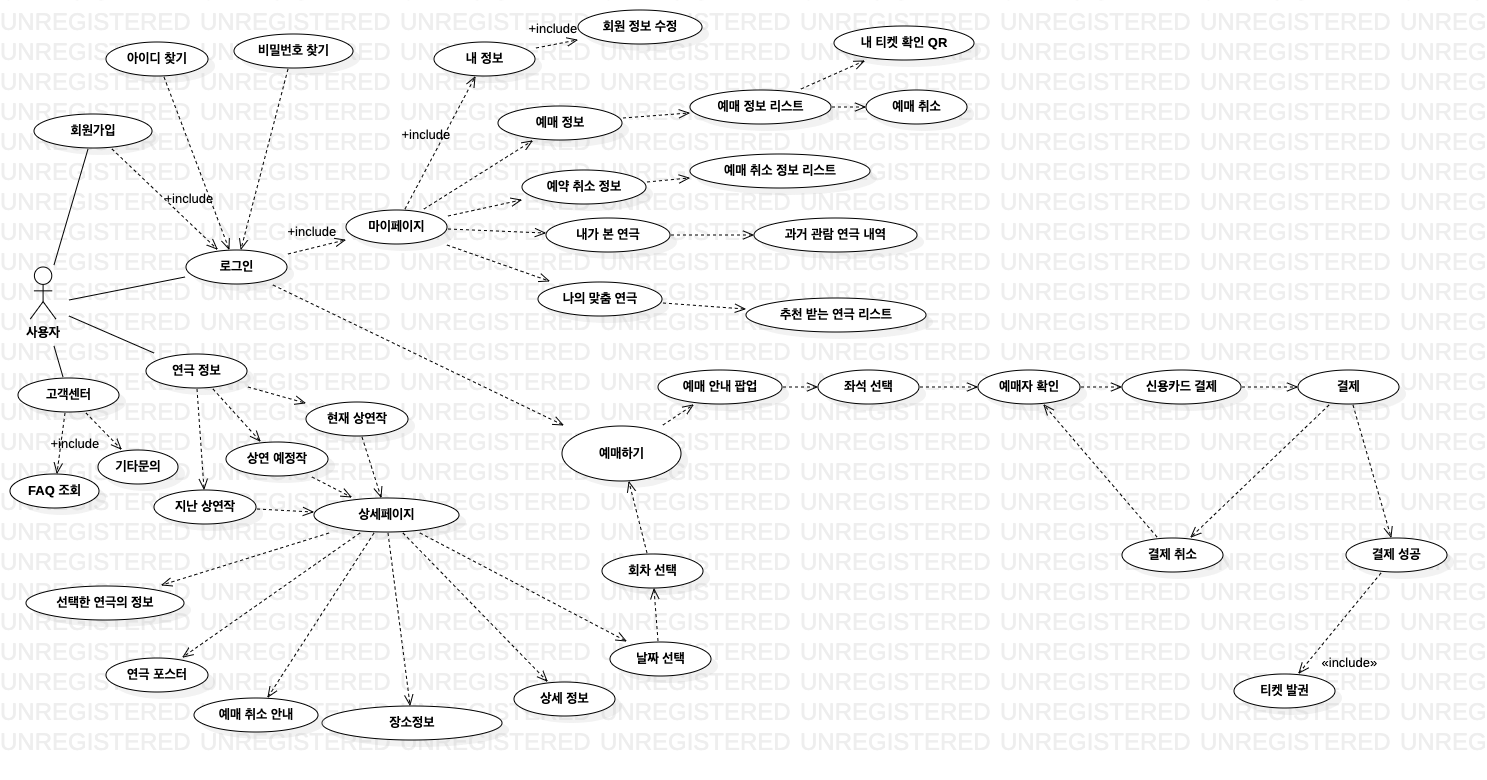 회원 정보 수정
+include
내 티켓 확인 QR
비밀번호 찾기
아이디 찾기
내 정보
예매 정보 리스트
예매 취소
예매 정보
회원가입
+include
예매 취소 정보 리스트
예약 취소 정보
+include
마이페이지
+include
내가 본 연극
과거 관람 연극 내역
로그인
나의 맞춤 연극
추천 받는 연극 리스트
사용자
연극 정보
고객센터
예매 안내 팝업
좌석 선택
예매자 확인
신용카드 결제
결제
현재 상연작
+include
상연 예정작
예매하기
기타문의
FAQ 조회
지난 상연작
상세페이지
결제 취소
결제 성공
회차 선택
선택한 연극의 정보
날짜 선택
«include»
연극 포스터
티켓 발권
상세 정보
예매 취소 안내
장소정보
UNREGISTERED